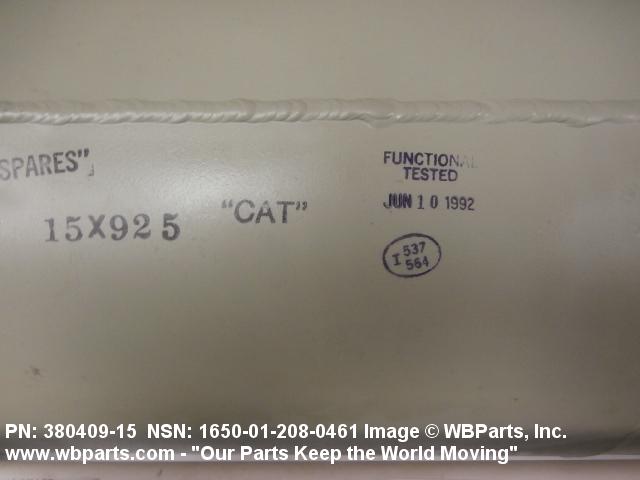 SPARES"
15X925
"CAT"
FUNCTIONAL
TESTED
JUN 10 1992
I 537
564
PN: 380409-15 NSN: 1650-01-208-0461 Image © WBParts, Inc.
www.wbparts.com - "Our Parts Keep the World Moving"